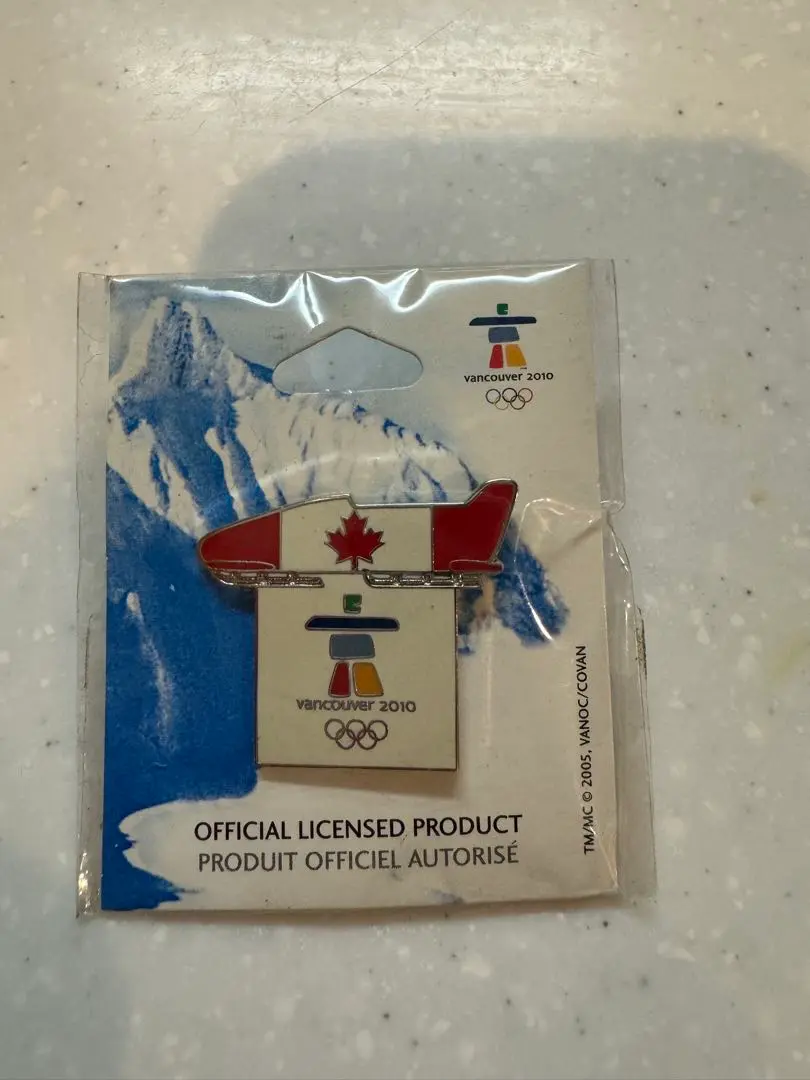 vancouver 2010
vancouver 2010
OFFICIAL LICENSED PRODUCT
PRODUIT OFFICIEL AUTORISÉ
TM/MC © 2005, VANOC/COVAN